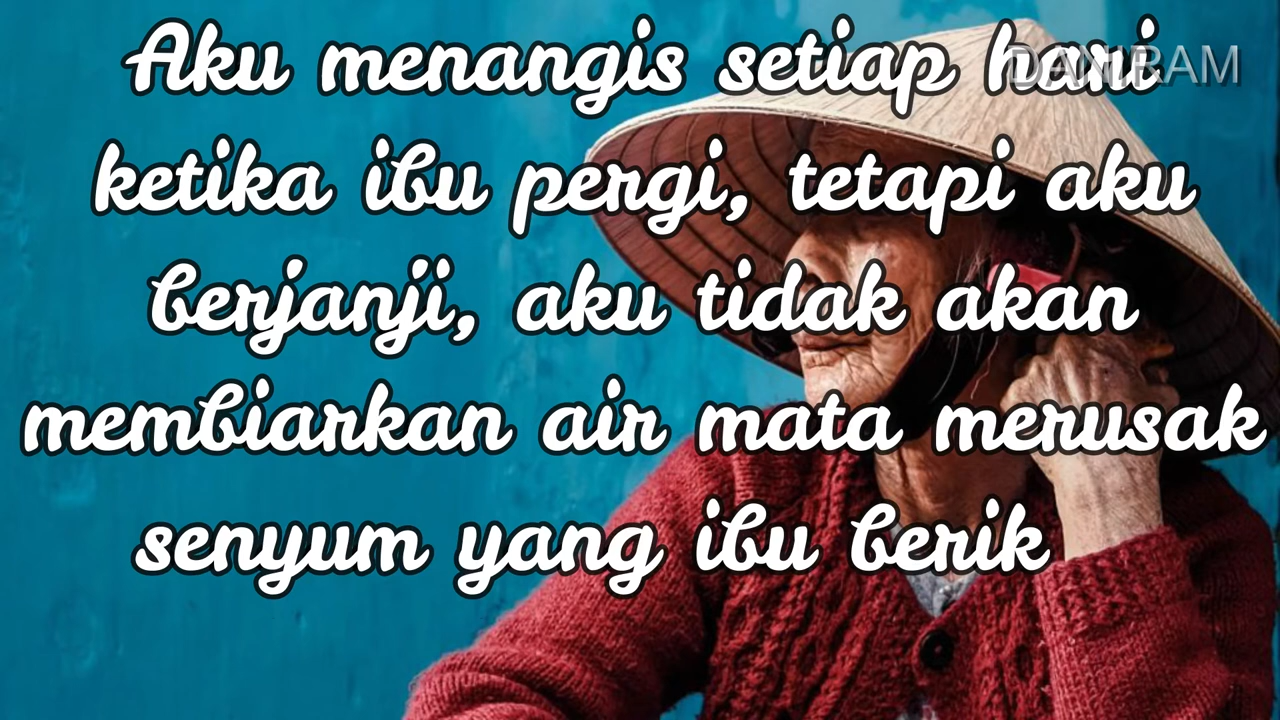 Aku menangis setiap hari
DANIRAM
ketika ibu pergi, tetapi aku
berjanji, aku tidak akan
membiarkan air mata merusak
senyum yang ibu berik